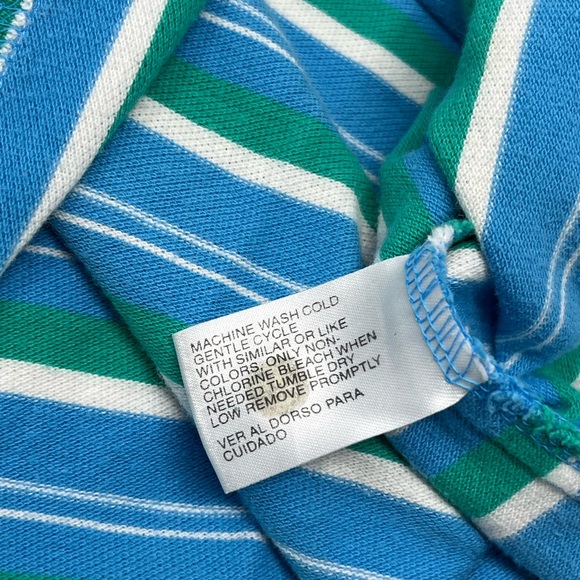 MACHINE WASH COLD
GENTLE CYCLE
WITH SIMILAR OR LIKE
COLORS, ONLY NON-
CHLORINE BLEACH WHEN
NEEDED TUMBLE DRY
LOW REMOVE PROMPTLY
VER AL DORSO PARA
CUIDADO